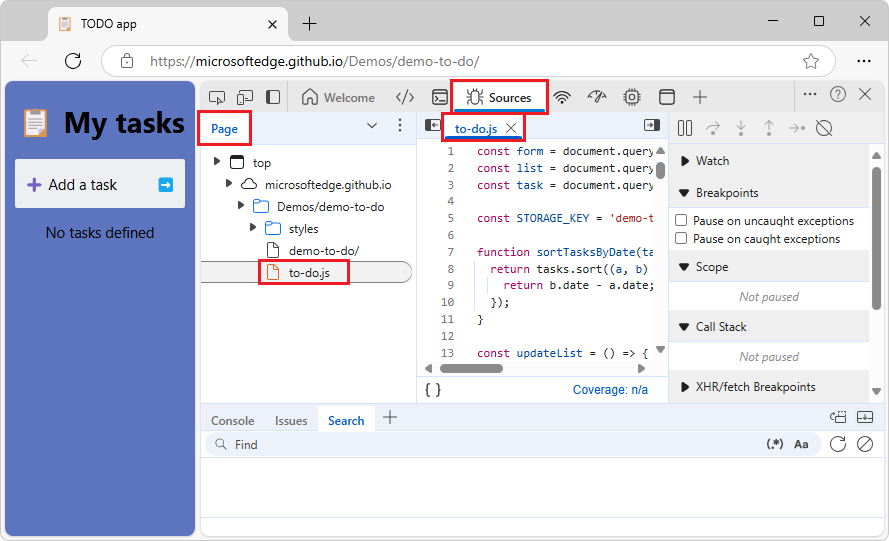 TODO app
https://microsoftedge.github.io/Demos/demo-to-do/
My tasks
Add a task
No tasks defined
Welcome
Sources
Page
top
microsoftedge.github.io
Demos/demo-to-do
styles
demo-to-do/
to-do.js
to-do.js
1 const form = document.query
2 const list = document.query
3 const task = document.query
4
5 const STORAGE_KEY = 'demo-t
6
7 function sortTasksByDate(ta
8 return tasks.sort((a, b)
9 return b.date - a.date;
10 });
11 }
12
13 const updateList = () => {
{ }
Coverage: n/a
Watch
Breakpoints
Pause on uncaught exceptions
Pause on caught exceptions
Scope
Not paused
Call Stack
Not paused
XHR/fetch Breakpoints
Console
Issues
Search
Find
(.*)
Aa